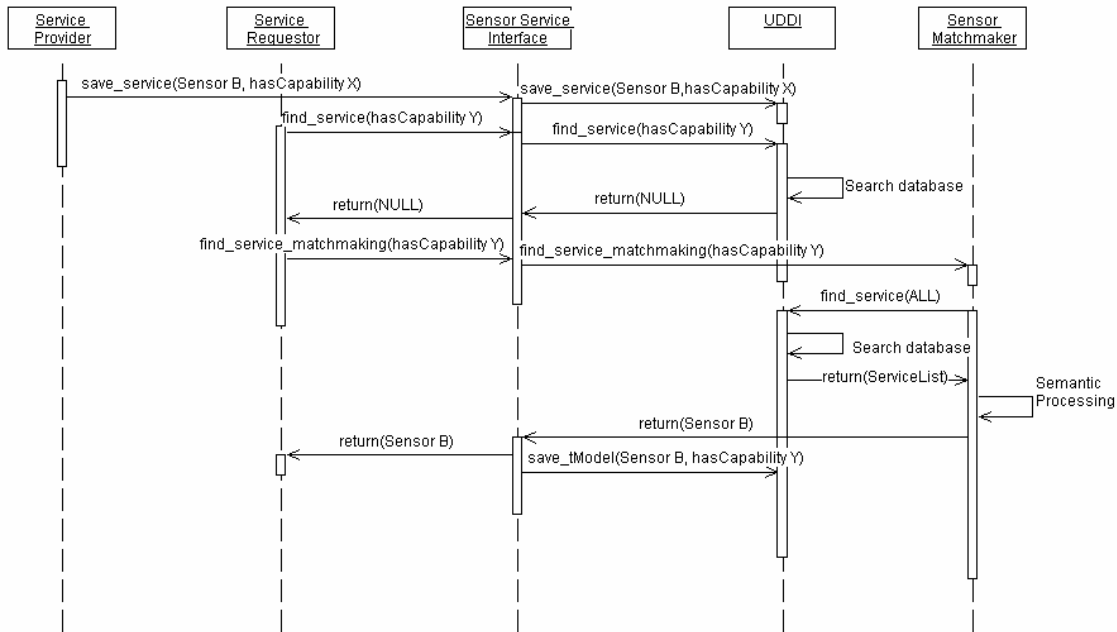 Service
Provider
Service
Requestor
Sensor Service
Interface
UDDI
Sensor
Matchmaker
save_service(Sensor B, hasCapability X)
save_service(Sensor B,hasCapability X)
find_service(hasCapability Y)
find_service(hasCapability Y)
Search database
return(NULL)
return(NULL)
find_service_matchmaking(hasCapability Y)
find_service_matchmaking(hasCapability Y)
find_service(ALL)
Search database
return(ServiceList)
Semantic
Processing
return(Sensor B)
return(Sensor B)
save_tModel(Sensor B, hasCapability Y)